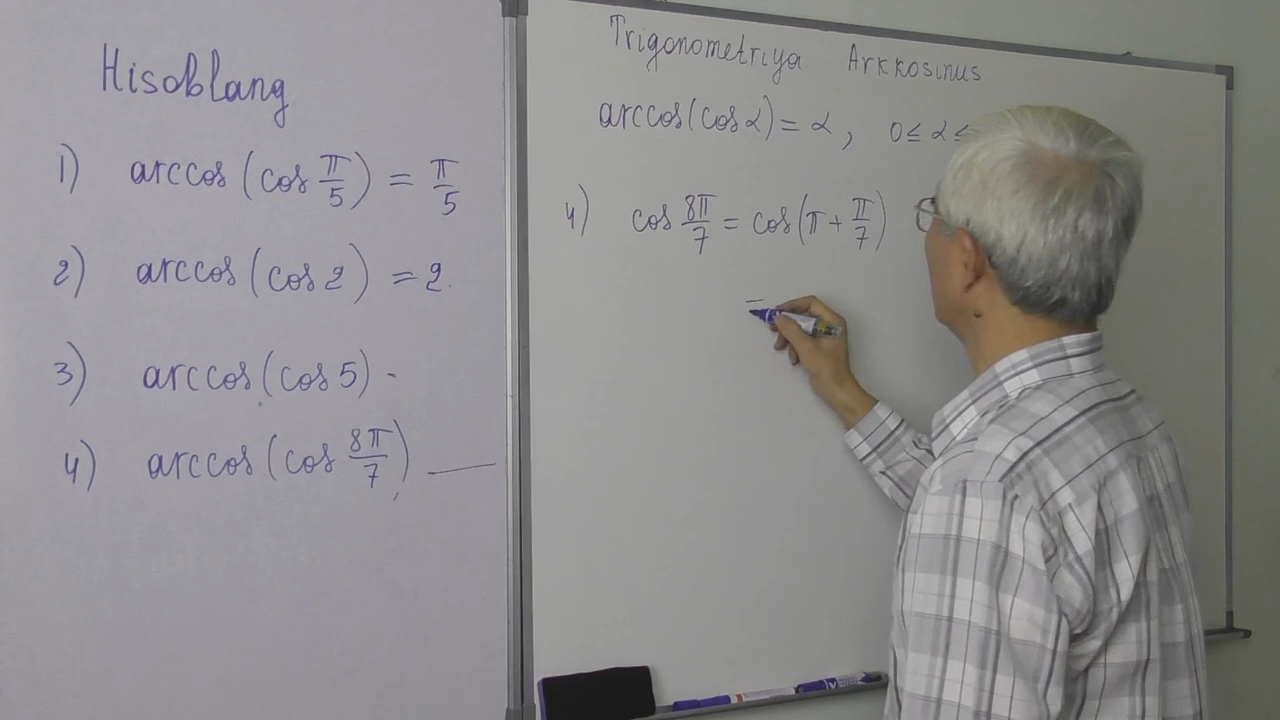 Hisoblang
1) arccos(cos π/5) = π/5
2) arccos(cos 2) = 2.
3) arccos(cos 5) -
4) arccos(cos 8π/7) —
Trigonometriya. Arkkosinus
arccos(cos α) = α, 0 ≤ α ≤
4) cos 8π/7 = cos(π + π/7)
=